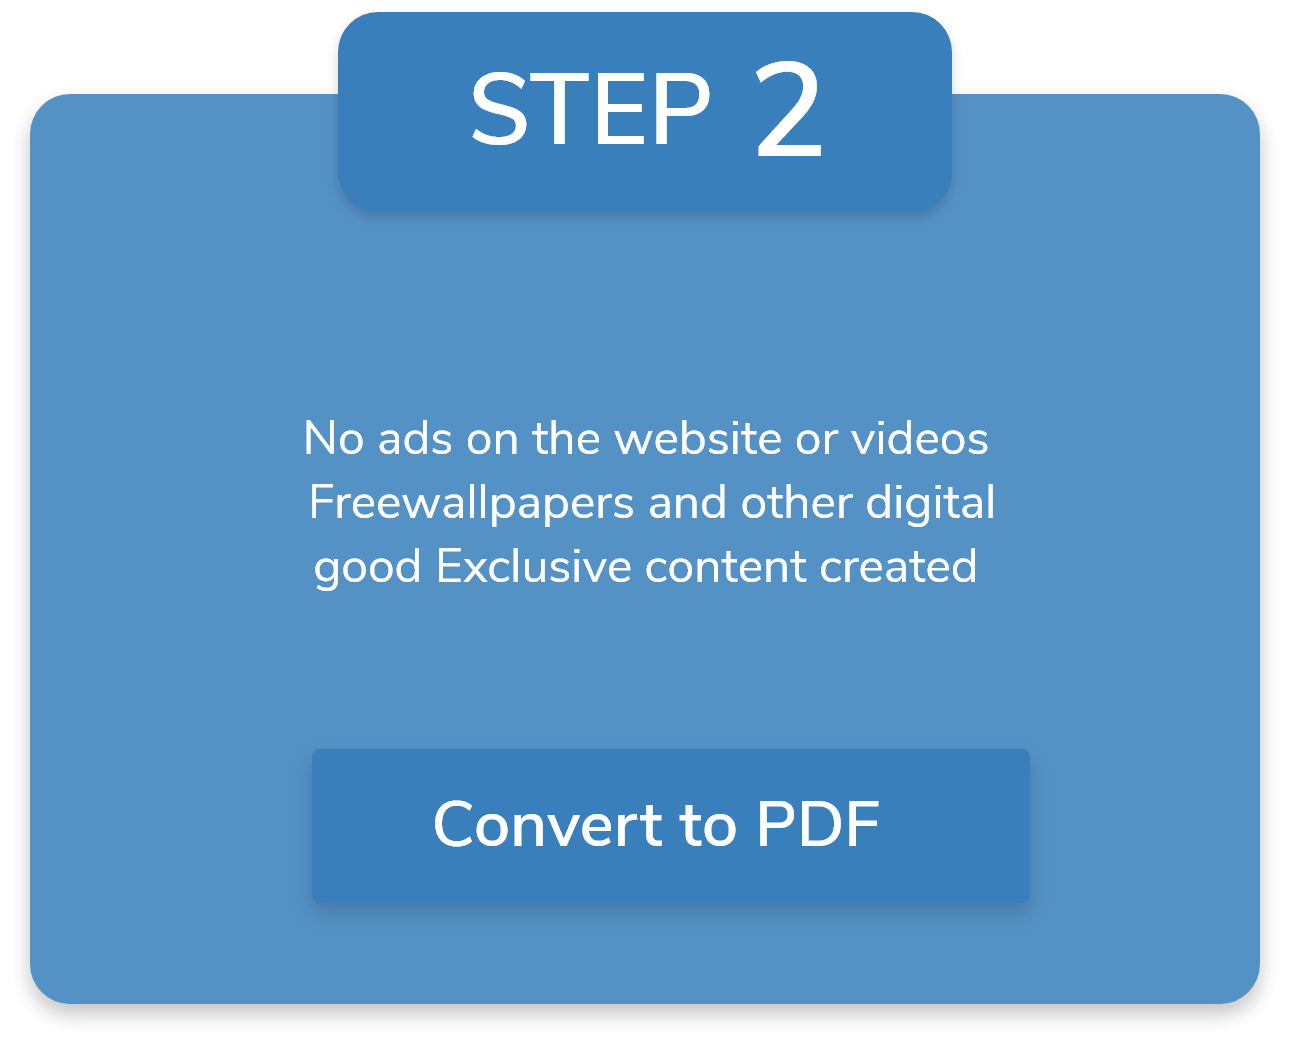 STEP 2
No ads on the website or videos
Freewallpapers and other digital
good Exclusive content created
Convert to PDF